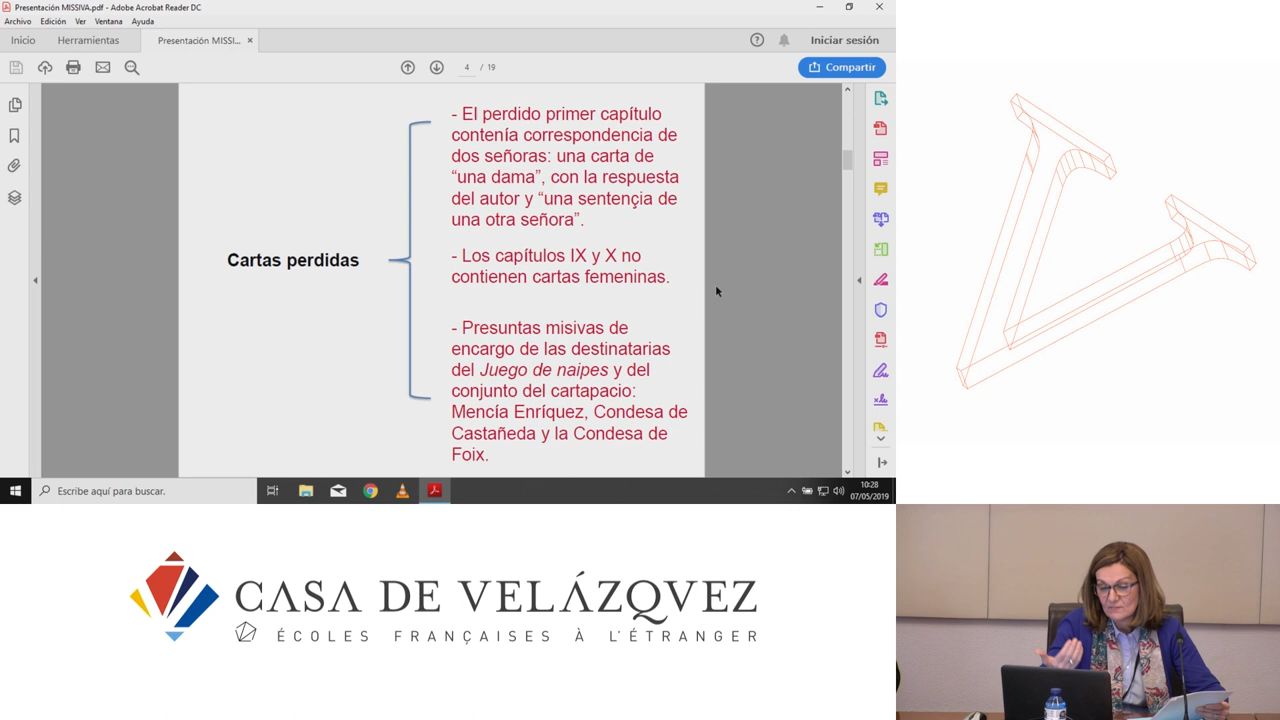 Presentación MISSIVA.pdf - Adobe Acrobat Reader DC
Archivo Edición Ver Ventana Ayuda
Inicio Herramientas Presentación MISSI... × Iniciar sesión
4 / 19 Compartir
Cartas perdidas
- El perdido primer capítulo
contenía correspondencia de
dos señoras: una carta de
“una dama”, con la respuesta
del autor y “una sentençia de
una otra señora”.
- Los capítulos IX y X no
contienen cartas femeninas.
- Presuntas misivas de
encargo de las destinatarias
del Juego de naipes y del
conjunto del cartapacio:
Mencía Enríquez, Condesa de
Castañeda y la Condesa de
Foix.
Escribe aquí para buscar.
10:28
07/05/2019
CASA DE VELÁZQVEZ
ÉCOLES FRANÇAISES À L'ÉTRANGER